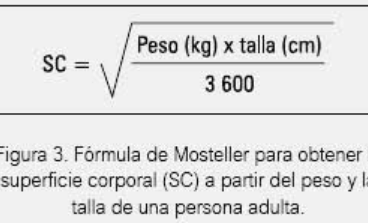 SC = √ Peso (kg) x talla (cm)
3 600
Figura 3. Fórmula de Mosteller para obtener
superficie corporal (SC) a partir del peso y
talla de una persona adulta.